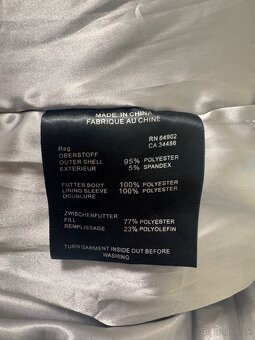 MADE IN CHINA
FABRIQUE AU CHINE
RN 64902
Reg CA 34456
OBERSTOFF
OUTER SHELL 95% POLYESTER
EXTERIEUR 5% SPANDEX
FUTTER BODY 100% POLYESTER
LINING SLEEVE 100% POLYESTER
DOUBLURE
ZWISCHENFUTTER
FILL 77% POLYESTER
REMPLISSAGE 23% POLYOLEFIN
TURN GARMENT INSIDE OUT BEFORE
WASHING